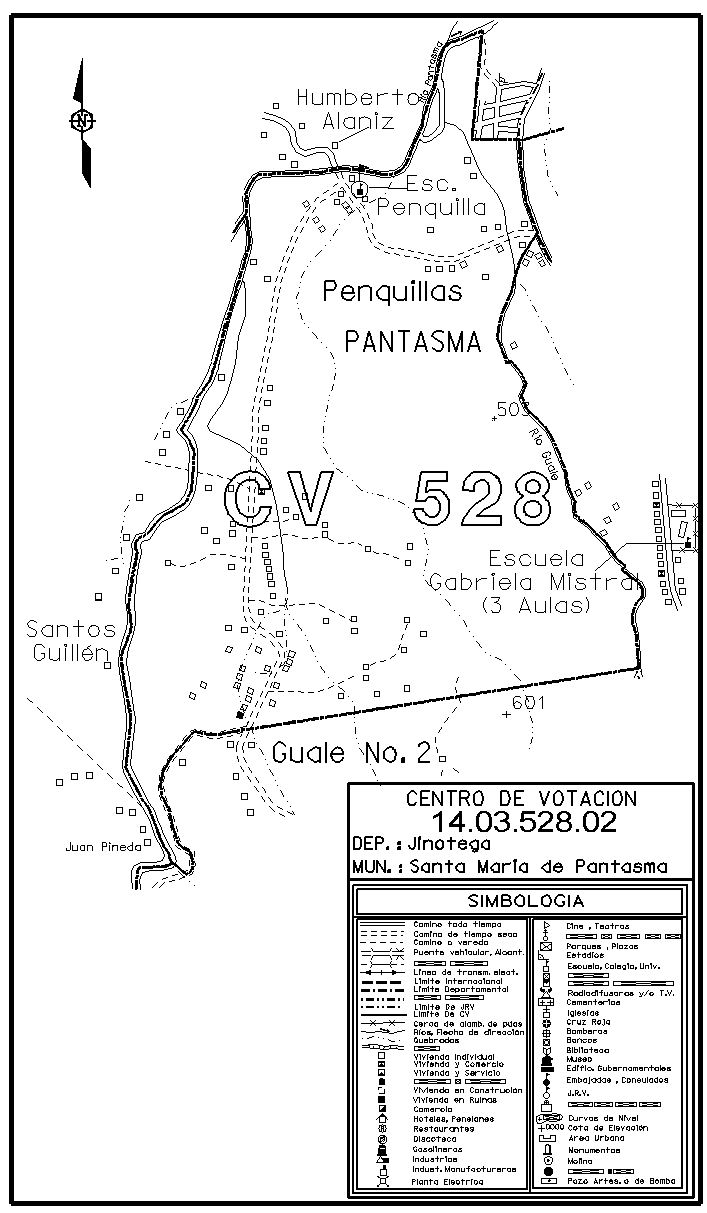 Río Pantasma
Humberto
Alaniz
N
Esc.
Penquilla
Penquillas
PANTASMA
503
Río Guale
CV 528
Escuela
Gabriela Mistral
(3 Aulas)
Santos
Guillén
601
Guale No. 2
Juan Pineda
CENTRO DE VOTACION
14.03.528.02
DEP. : Jinotega
MUN. : Santa María de Pantasma
SIMBOLOGIA
Camino todo tiempo
Camino de tiempo seco
Camino o vereda
Puente vehicular, Alcant.
Línea de transm. elect.
Límite Internacional
Límite Departamental
Límite De JRV
Límite De CV
Cerca de alamb. de púas
Ríos, Flecha de dirección
Quebradas
Vivienda Individual
Vivienda y Comercio
Vivienda y Servicio
Vivienda en Construción
Vivienda en Ruinas
Comercio
Hoteles, Pensiones
Restaurantes
Discoteca
Gasolineras
Industrias
Indust. Manufactureras
Planta Electrica
Cine , Teatros
Parques , Plazas
Estadios
Escuela, Colegio, Univ.
Radiodifusoras y/o T.V.
Cementerios
Iglesias
Cruz Roja
Bomberos
Bancos
Biblioteca
Museo
Edific. Gubernamentales
Embajadas , Consulados
J.R.V.
Curvas de Nivel
Cota de Elevación
Area Urbana
Monumentos
Molino
Pozo Artes. o de Bomba